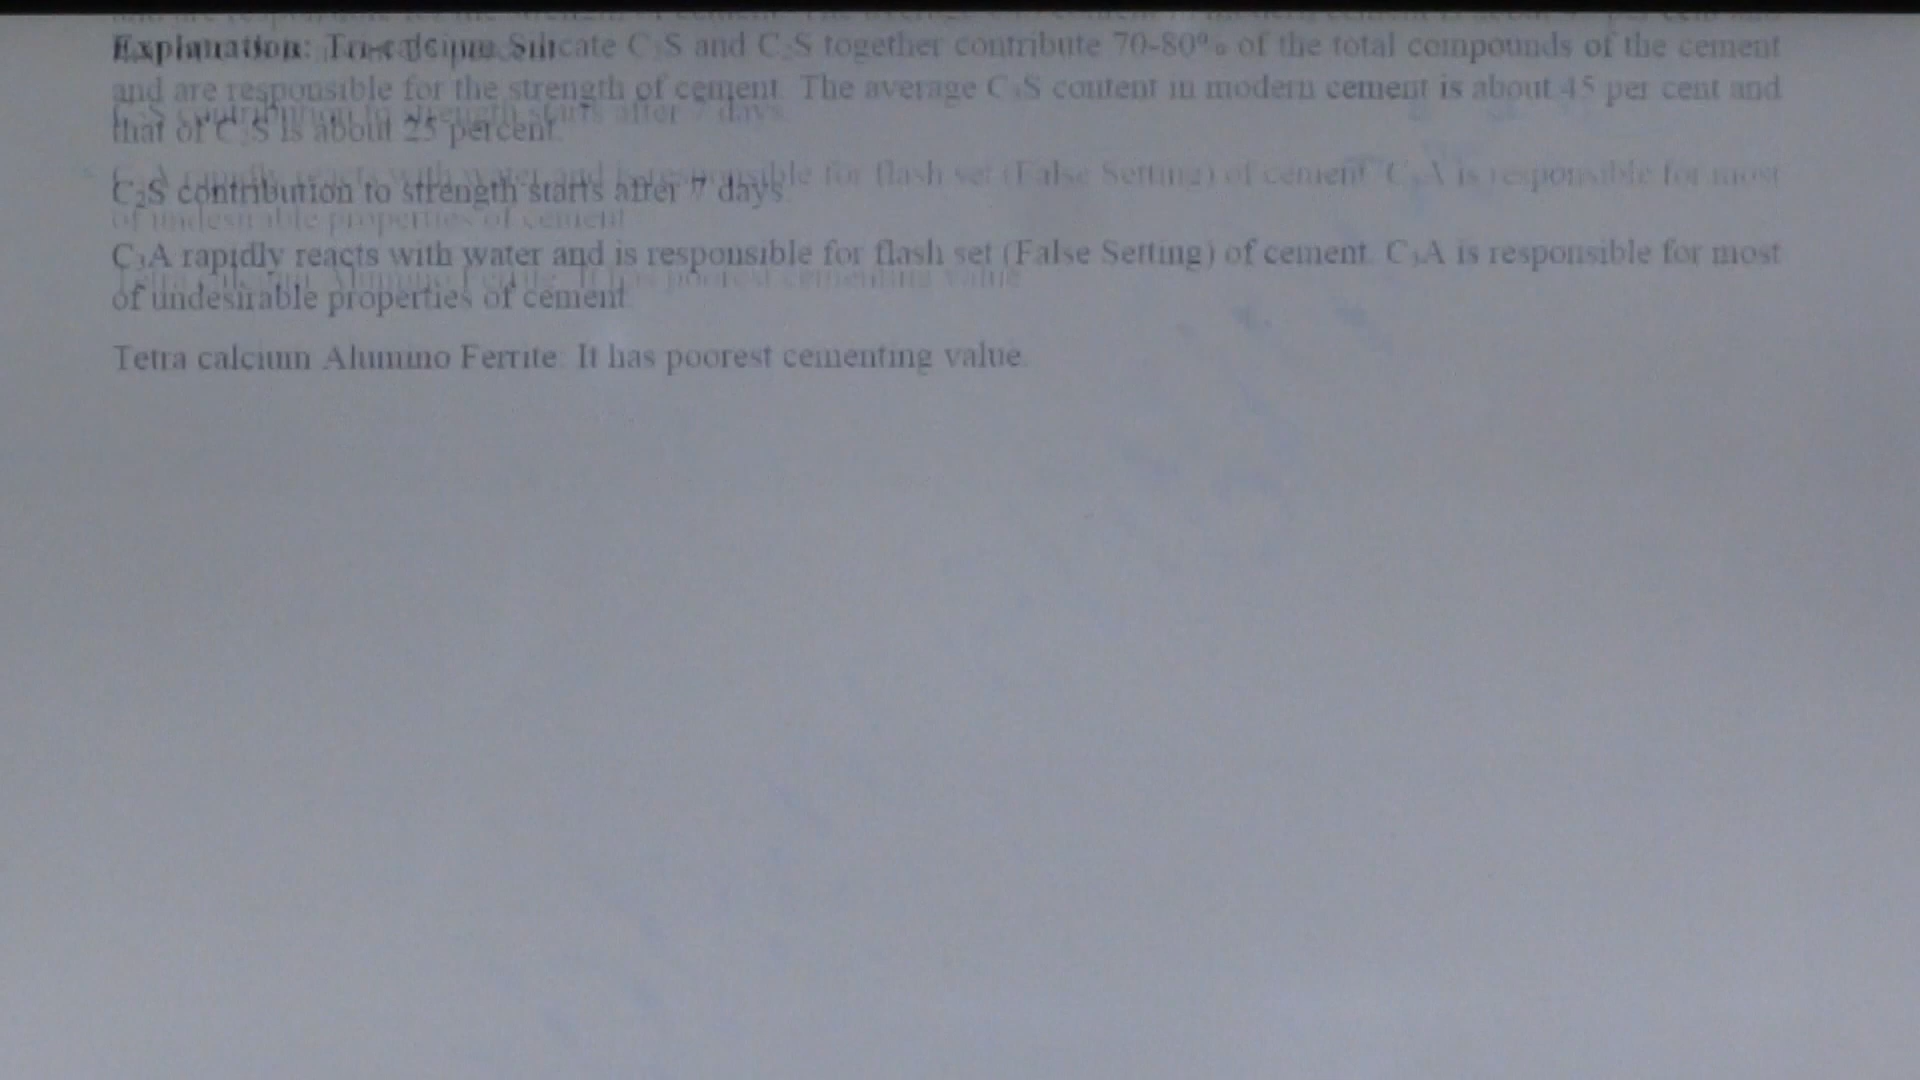 Explanation: Tri-calcium Silicate C₃S and C₂S together contribute 70-80% of the total compounds of the cement
and are responsible for the strength of cement. The average C₃S content in modern cement is about 45 per cent and
that of C₂S is about 25 percent.
C₂S contribution to strength starts after 7 days.
C₃A rapidly reacts with water and is responsible for flash set (False Setting) of cement. C₃A is responsible for most
of undesirable properties of cement
Tetra calcium Alumino Ferrite: It has poorest cementing value.